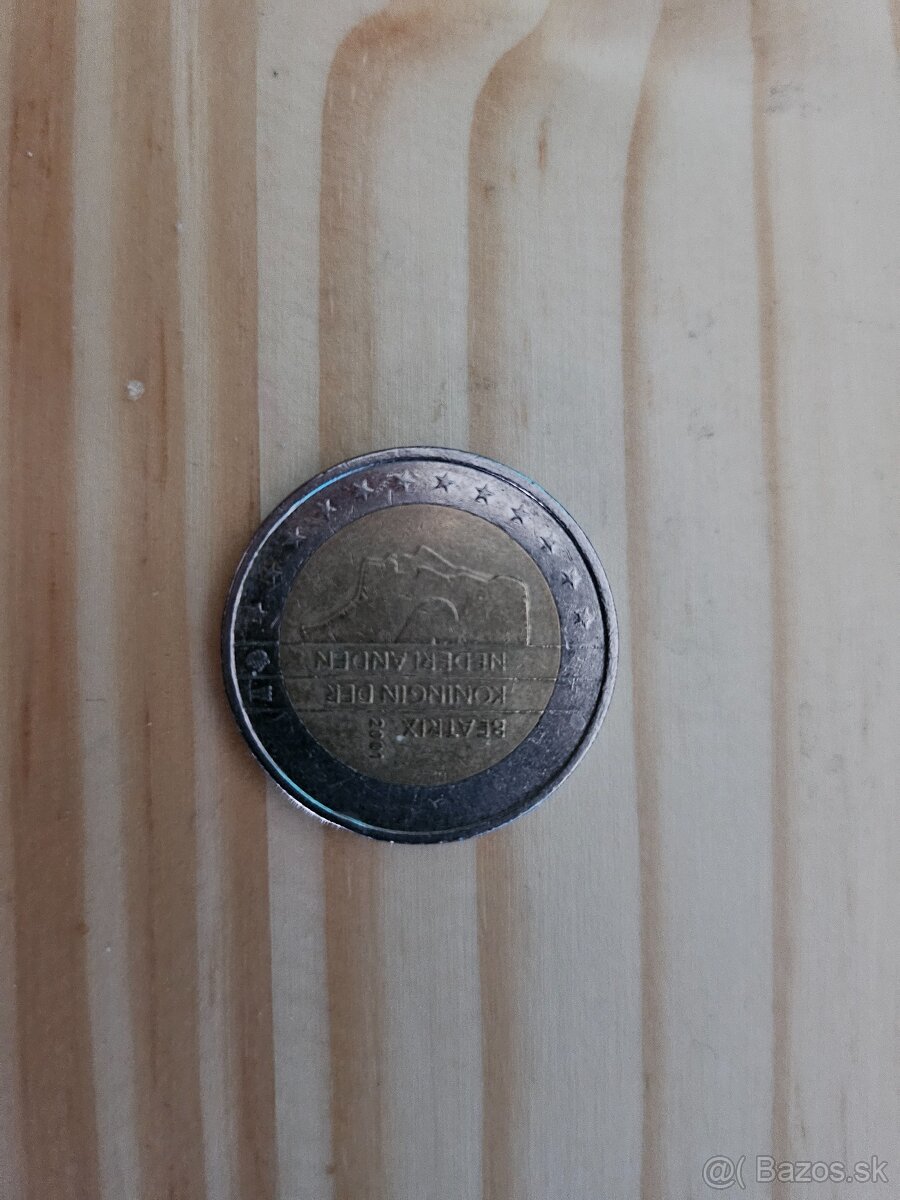 BEATRIX
KONINGIN DER
NEDERLANDEN
2001
@( Bazos.sk